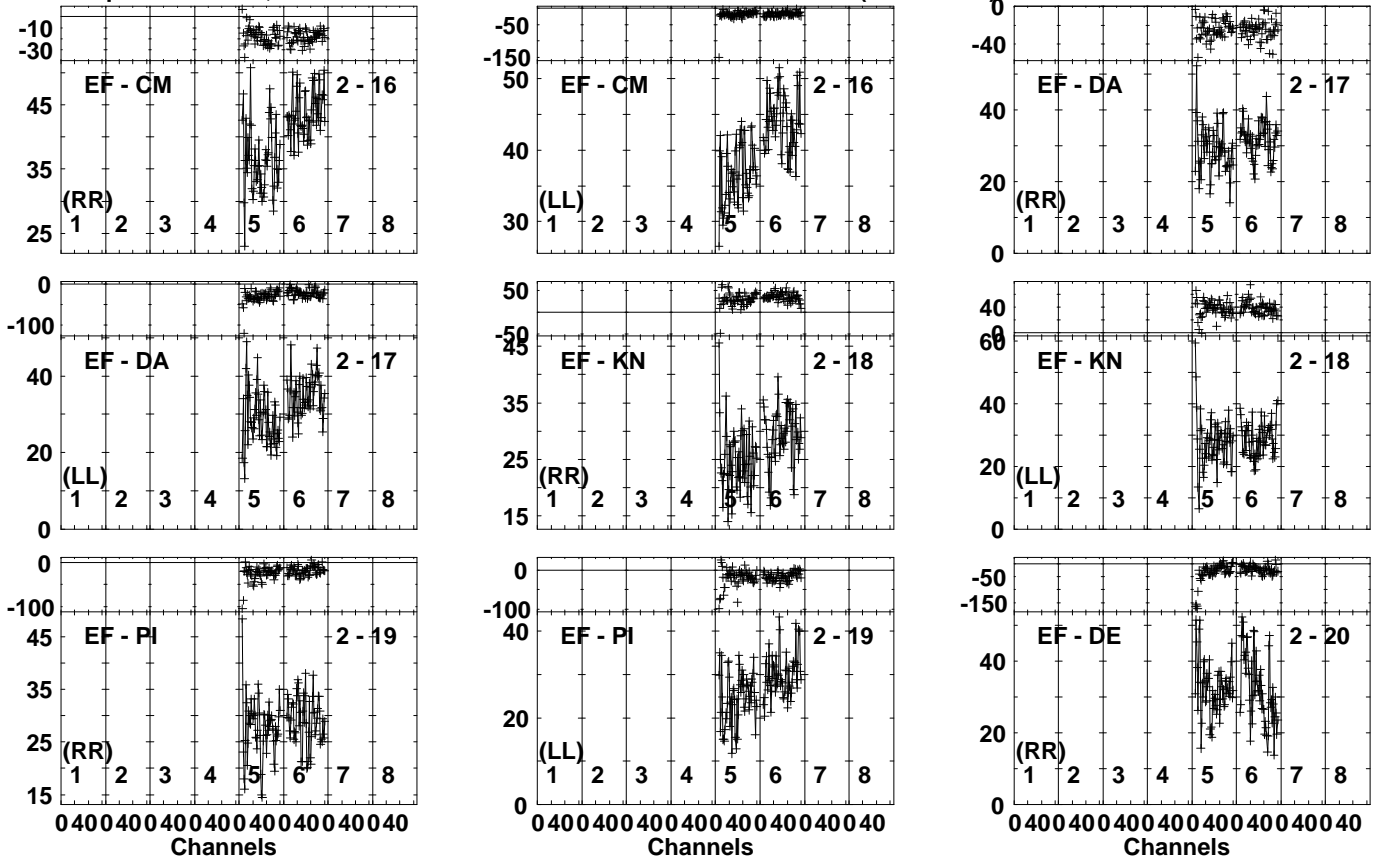 -10 -50 0
-30 -150 -40
EF - CM 2 - 16 50 EF - CM 2 - 16 60 EF - DA 2 - 17
45 40 40
35 30 20
25 0
(RR) (LL) (RR)
1 2 3 4 5 6 7 8 1 2 3 4 5 6 7 8 1 2 3 4 5 6 7 8
0 50 40
-100 -50 0
EF - DA 2 - 17 45 EF - KN 2 - 18 60 EF - KN 2 - 18
40 35 40
20 25 20
0 15 0
(LL) (RR) (LL)
1 2 3 4 5 6 7 8 1 2 3 4 5 6 7 8 1 2 3 4 5 6 7 8
0 0 -50
-100 -100 -150
45 EF - PI 2 - 19 40 EF - PI 2 - 19 EF - DE 2 - 20
35 20 40
25 0 20
15 0
(RR) (LL) (RR)
1 2 3 4 5 6 7 8 1 2 3 4 5 6 7 8 1 2 3 4 5 6 7 8
0 40 0 40 0 40 0 40 0 40 0 40 0 40 0 40 0 40 0 40 0 40 0 40 0 40 0 40 0 40 0 40 0 40 0 40 0 40 0 40 0 40 0 40 0 40 0 40
Channels Channels Channels